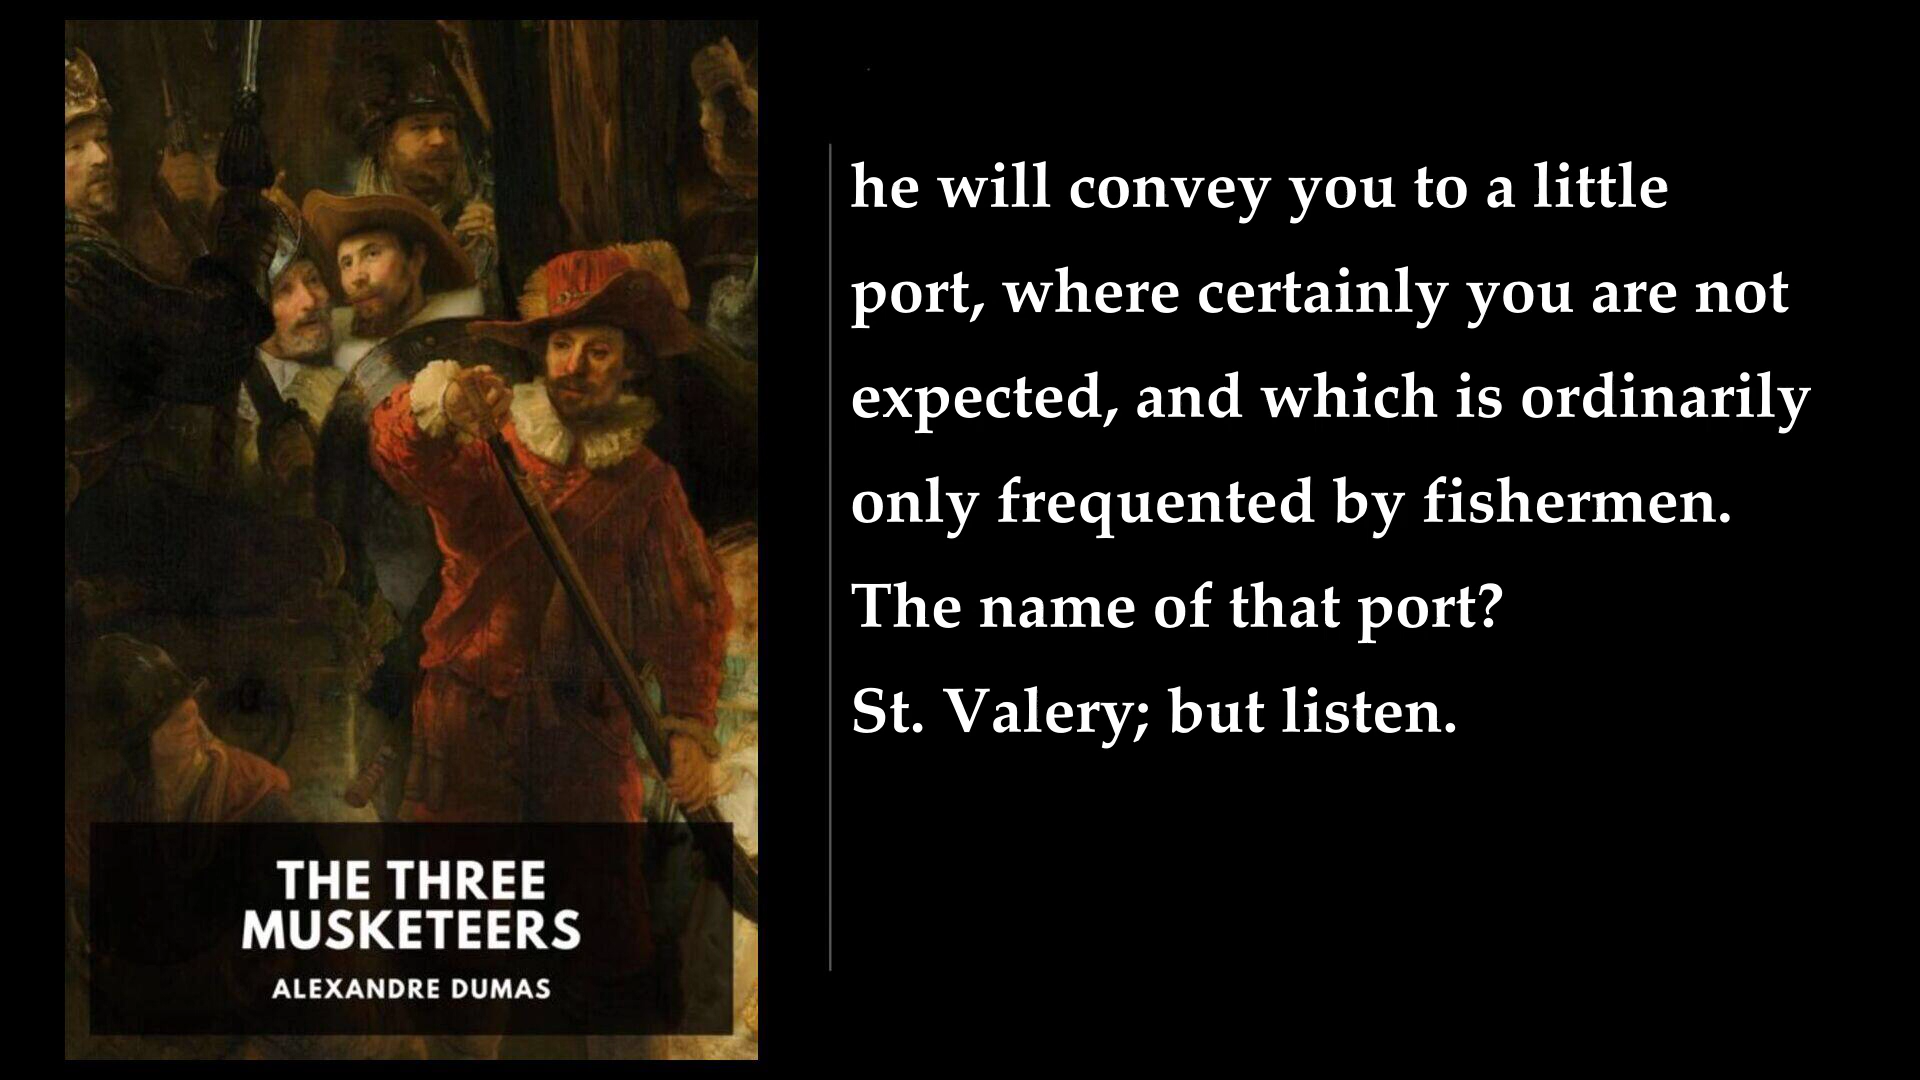 he will convey you to a little
port, where certainly you are not
expected, and which is ordinarily
only frequented by fishermen.
The name of that port?
St. Valery; but listen.
THE THREE
MUSKETEERS
ALEXANDRE DUMAS